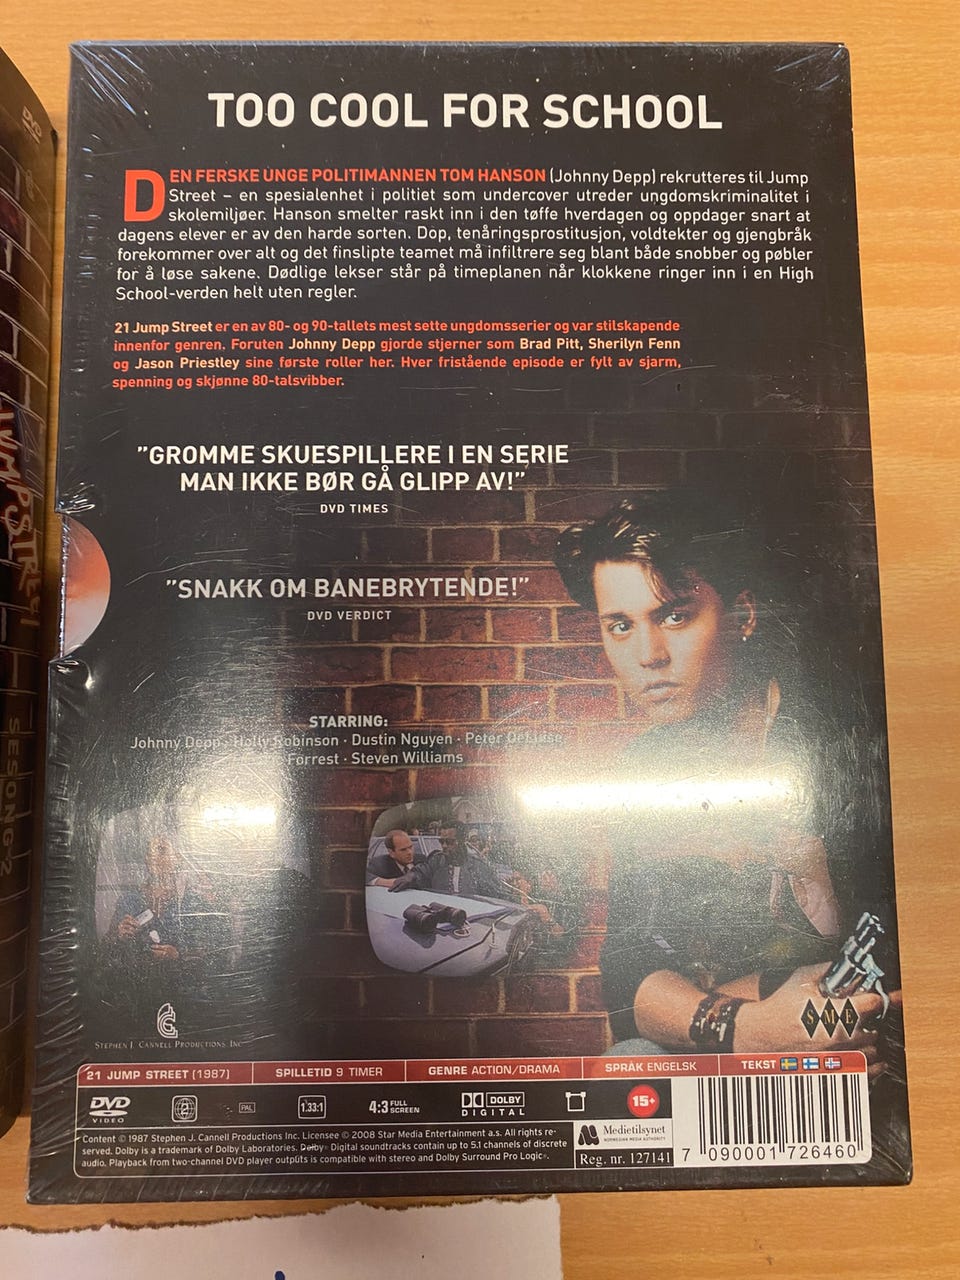 TOO COOL FOR SCHOOL
DEN FERSKE UNGE POLITIMANNEN TOM HANSON (Johnny Depp) rekrutteres til Jump
Street – en spesialenhet i politiet som undercover utreder ungdomskriminalitet i
skolemiljøer. Hanson smelter raskt inn i den tøffe hverdagen og oppdager snart at
dagens elever er av den harde sorten. Dop, tenåringsprostitusjon, voldtekter og gjengbråk
forekommer over alt og det finslipte teamet må infiltrere seg blant både snobber og pøbler
for å løse sakene. Dødlige lekser står på timeplanen når klokkene ringer inn i en High
School-verden helt uten regler.
21 Jump Street er en av 80- og 90-tallets mest sette ungdomsserier og var stilskapende
innenfor genren. Foruten Johnny Depp gjorde stjerner som Brad Pitt, Sherilyn Fenn
og Jason Priestley sine første roller her. Hver fristående episode er fylt av sjarm,
spenning og skjønne 80-talsvibber.
"GROMME SKUESPILLERE I EN SERIE
MAN IKKE BØR GÅ GLIPP AV!"
DVD TIMES
"SNAKK OM BANEBRYTENDE!"
DVD VERDICT
STARRING:
Johnny Depp · Holly Robinson · Dustin Nguyen · Peter DeLuise
Forrest · Steven Williams
STEPHEN J. CANNELL PRODUCTIONS INC
SME
21 JUMP STREET (1987) SPILLETID 9 TIMER GENRE ACTION/DRAMA SPRÅK ENGELSK TEKST
DVD VIDEO 2 PAL 1.33:1 4:3 FULL SCREEN DOLBY DIGITAL 15+
Content © 1987 Stephen J. Cannell Productions Inc. Licensee © 2008 Star Media Entertainment a.s. All rights re-
served. Dolby is a trademark of Dolby Laboratories. Dolby® Digital soundtracks contain up to 5.1 channels of discrete
audio. Playback from two-channel DVD player outputs is compatible with stereo and Dolby Surround Pro Logic®.
Medietilsynet
NORWEGIAN MEDIA AUTHORITY
Reg. nr. 127141
7 090001 726460
DVD
JUMP STREET
SESONG 2